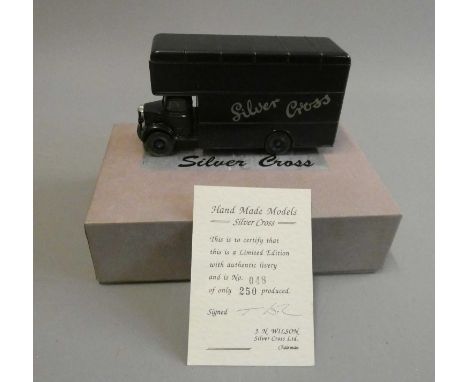 Silver Cross
Silver Cross
Hand Made Models
Silver Cross
This is to certify that
this is a Limited Edition
with authentic livery
and is No. 048
of only 250 produced.
Signed
J. N. WILSON
Silver Cross Ltd.
Chairman